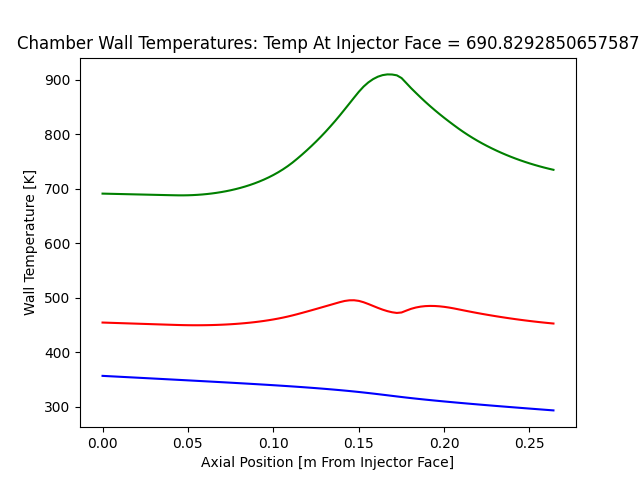 Chamber Wall Temperatures: Temp At Injector Face = 690.8292850657587
900
800
700
600
500
400
300
Wall Temperature [K]
0.00 0.05 0.10 0.15 0.20 0.25
Axial Position [m From Injector Face]